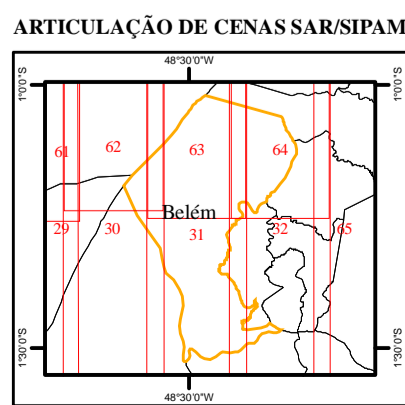 ARTICULAÇÃO DE CENAS SAR/SIPAM
48°30'0"W
1°0'0"S
1°0'0"S
61
62
63
64
Belém
29
30
31
32
65
1°30'0"S
1°30'0"S
48°30'0"W